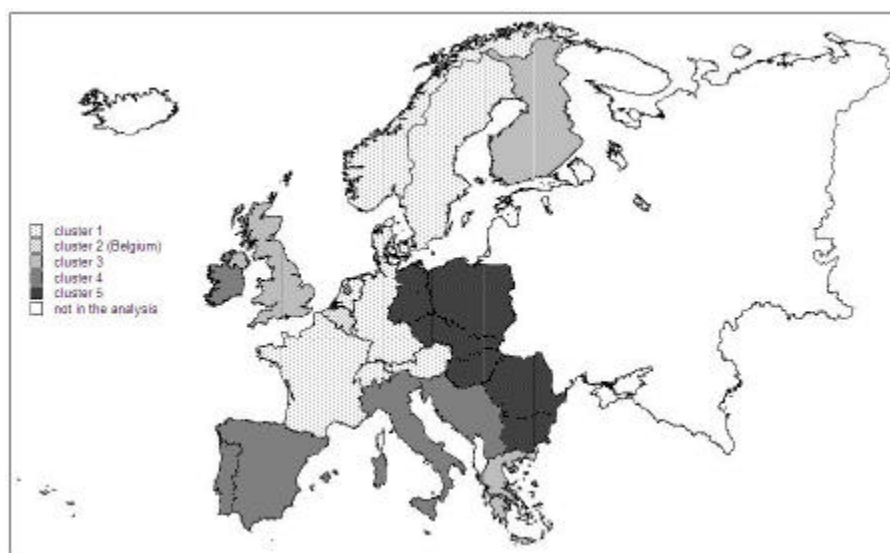 cluster 1
cluster 2 (Belgium)
cluster 3
cluster 4
cluster 5
not in the analysis